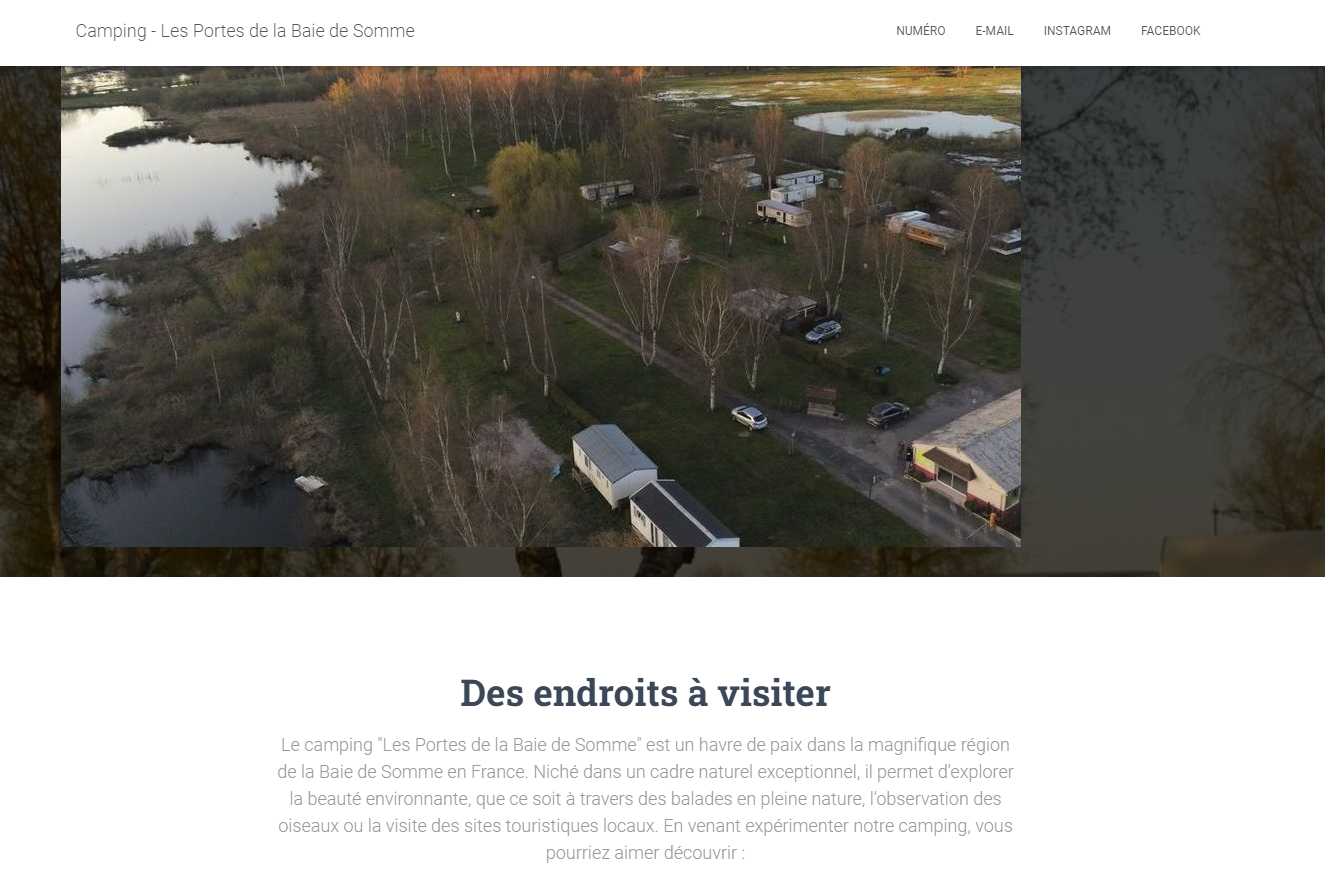 Camping - Les Portes de la Baie de Somme
NUMÉRO E-MAIL INSTAGRAM FACEBOOK
Des endroits à visiter
Le camping "Les Portes de la Baie de Somme" est un havre de paix dans la magnifique région
de la Baie de Somme en France. Niché dans un cadre naturel exceptionnel, il permet d'explorer
la beauté environnante, que ce soit à travers des balades en pleine nature, l'observation des
oiseaux ou la visite des sites touristiques locaux. En venant expérimenter notre camping, vous
pourriez aimer découvrir :